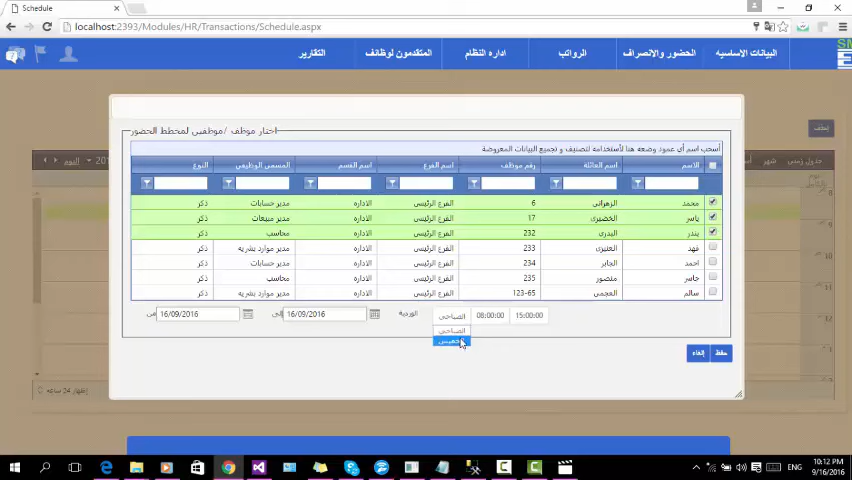 Schedule
localhost:2393/Modules/HR/Transactions/Schedule.aspx
البيانات الاساسيه
الحضور والانصراف
الرواتب
اداره النظام
المتقدمون لوظائف
التقارير
اختار موظف /موظفين لمخطط الحضور
اسحب اسم أي عمود وضعه هنا لأستخدامه لتصنيف و تجميع البيانات المعروضة
الاسم اسم العائلة رقم موظف اسم الفرع اسم القسم المسمى الوظيفي النوع
محمد الزهراني 6 الفرع الرئيسي الاداره مدير حسابات ذكر
ياسر الخضيري 17 الفرع الرئيسي الاداره مدير مبيعات ذكر
بندر البدري 232 الفرع الرئيسي الاداره محاسب ذكر
فهد العنيزي 233 الفرع الرئيسي الاداره مدير موارد بشريه ذكر
احمد الجابر 234 الفرع الرئيسي الاداره مدير حسابات ذكر
جاسر منصور 235 الفرع الرئيسي الاداره محاسب ذكر
سالم العجمي 123-65 الفرع الرئيسي الاداره مدير موارد بشريه ذكر
من 16/09/2016 إلى 16/09/2016 الورديه الصباحي 08:00:00 15:00:00
الصباحي
الخميس
حفظ
إلغاء
جدول زمني
شهر
اليوم
إظهار 24 ساعه
ENG
10:12 PM
9/16/2016